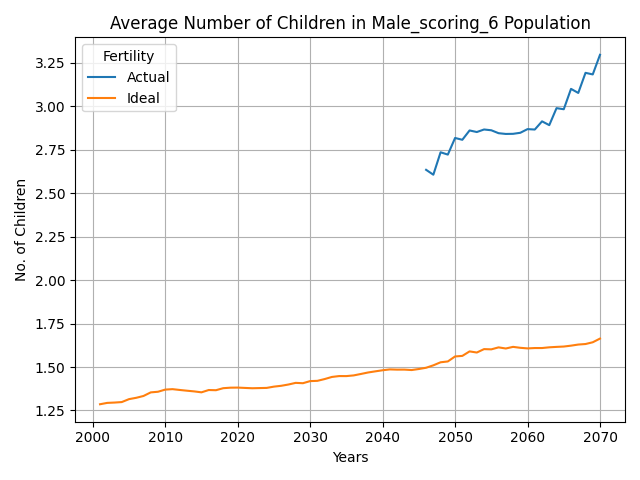 Average Number of Children in Male_scoring_6 Population
Fertility
Actual
Ideal
3.25
3.00
2.75
2.50
2.25
2.00
1.75
1.50
1.25
No. of Children
2000
2010
2020
2030
2040
2050
2060
2070
Years